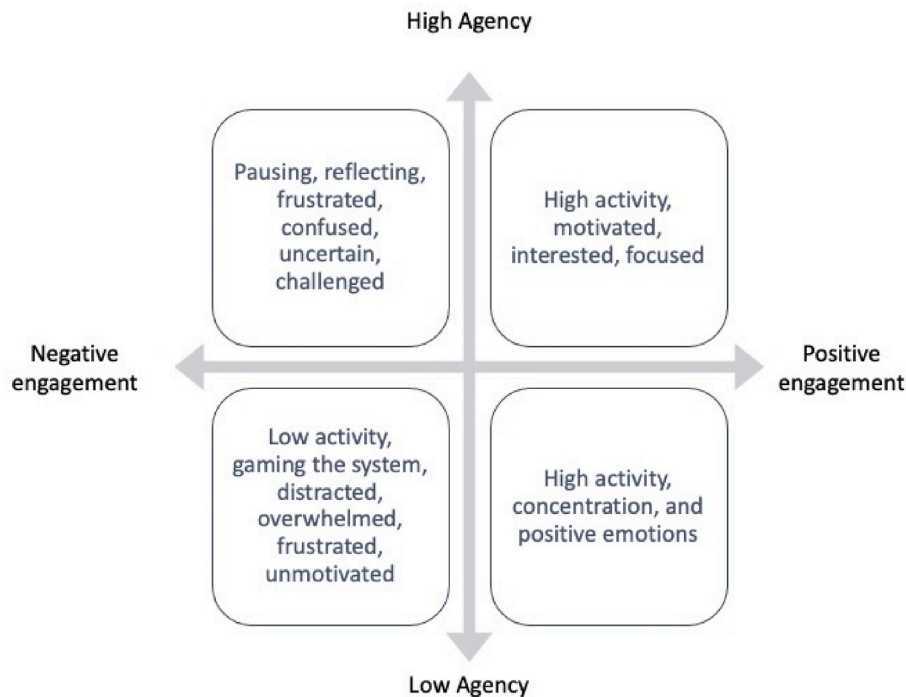 High Agency
Pausing, reflecting,
frustrated,
confused,
uncertain,
challenged
High activity,
motivated,
interested, focused
Negative
engagement
Positive
engagement
Low activity,
gaming the system,
distracted,
overwhelmed,
frustrated,
unmotivated
High activity,
concentration, and
positive emotions
Low Agency